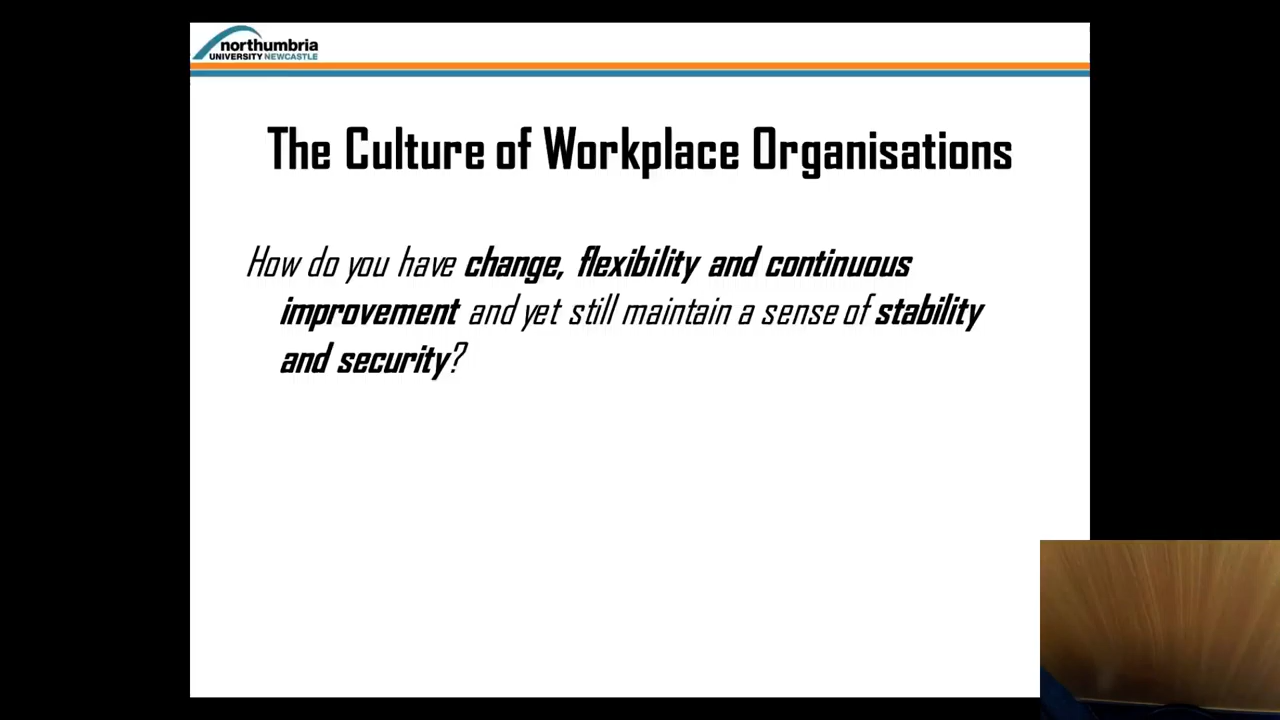 northumbria
UNIVERSITY NEWCASTLE
The Culture of Workplace Organisations
How do you have change, flexibility and continuous
improvement and yet still maintain a sense of stability
and security?